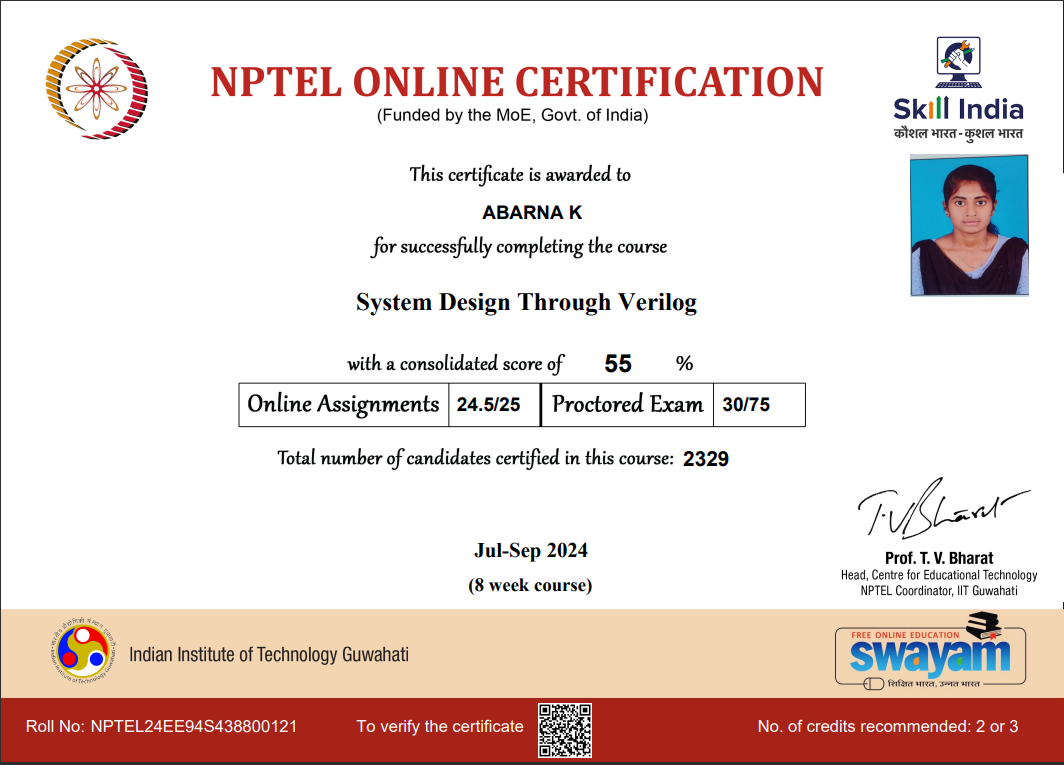 NPTEL ONLINE CERTIFICATION
(Funded by the MoE, Govt. of India)
Skill India
कौशल भारत - कुशल भारत
This certificate is awarded to
ABARNA K
for successfully completing the course
System Design Through Verilog
with a consolidated score of 55 %
Online Assignments 24.5/25 Proctored Exam 30/75
Total number of candidates certified in this course: 2329
Jul-Sep 2024
(8 week course)
T.V Bharat
Prof. T. V. Bharat
Head, Centre for Educational Technology
NPTEL Coordinator, IIT Guwahati
Indian Institute of Technology Guwahati
FREE ONLINE EDUCATION
swayam
शिक्षित भारत, उन्नत भारत
Roll No: NPTEL24EE94S438800121
To verify the certificate
No. of credits recommended: 2 or 3